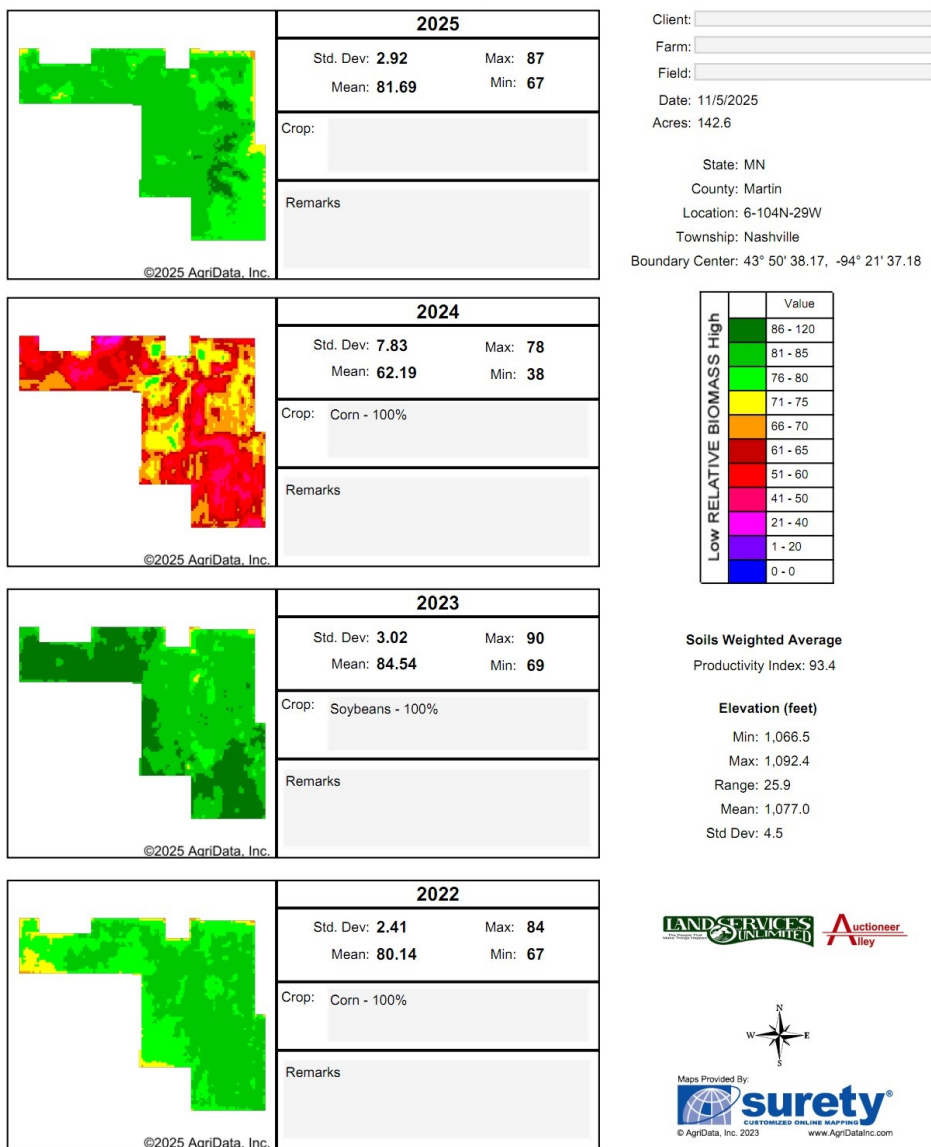 2025
Std. Dev: 2.92 Max: 87
Mean: 81.69 Min: 67
Crop:
Remarks
©2025 AgriData, Inc.
2024
Std. Dev: 7.83 Max: 78
Mean: 62.19 Min: 38
Crop: Corn - 100%
Remarks
©2025 AgriData, Inc.
2023
Std. Dev: 3.02 Max: 90
Mean: 84.54 Min: 69
Crop: Soybeans - 100%
Remarks
©2025 AgriData, Inc.
2022
Std. Dev: 2.41 Max: 84
Mean: 80.14 Min: 67
Crop: Corn - 100%
Remarks
©2025 AgriData, Inc.
Client:
Farm:
Field:
Date: 11/5/2025
Acres: 142.6
State: MN
County: Martin
Location: 6-104N-29W
Township: Nashville
Boundary Center: 43° 50' 38.17, -94° 21' 37.18
Low RELATIVE BIOMASS High
Value
86 - 120
81 - 85
76 - 80
71 - 75
66 - 70
61 - 65
51 - 60
41 - 50
21 - 40
1 - 20
0 - 0
Soils Weighted Average
Productivity Index: 93.4
Elevation (feet)
Min: 1,066.5
Max: 1,092.4
Range: 25.9
Mean: 1,077.0
Std Dev: 4.5
LAND SERVICES
UNLIMITED
Auctioneer
Alley
N
W E
S
Maps Provided By:
surety®
CUSTOMIZED ONLINE MAPPING
© AgriData, Inc. 2023 www.AgriDataInc.com